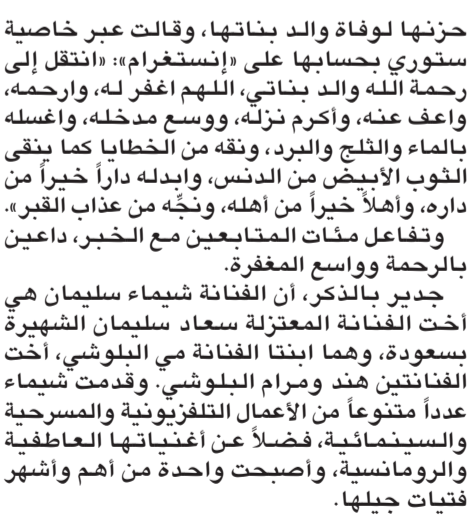 حزنها لوفاة والد بناتها، وقالت عبر خاصية
ستوري بحسابها على «إنستغرام»: «انتقل إلى
رحمة الله والد بناتي، اللهم اغفر له، وارحمه،
واعف عنه، وأكرم نزله، ووسع مدخله، واغسله
بالماء والثلج والبرد، ونقه من الخطايا كما ينقى
الثوب الأبيض من الدنس، وابدله داراً خيراً من
داره، وأهلاً خيراً من أهله، ونجِّه من عذاب القبر».
وتفاعل مئات المتابعين مع الخبر، داعين
بالرحمة وواسع المغفرة.
جدير بالذكر، أن الفنانة شيماء سليمان هي
أخت الفنانة المعتزلة سعاد سليمان الشهيرة
بسعودة، وهما ابنتا الفنانة مي البلوشي، أخت
الفنانتين هند ومرام البلوشي. وقدمت شيماء
عدداً متنوعاً من الأعمال التلفزيونية والمسرحية
والسينمائية، فضلاً عن أغنياتها العاطفية
والرومانسية، وأصبحت واحدة من أهم وأشهر
فتيات جيلها.